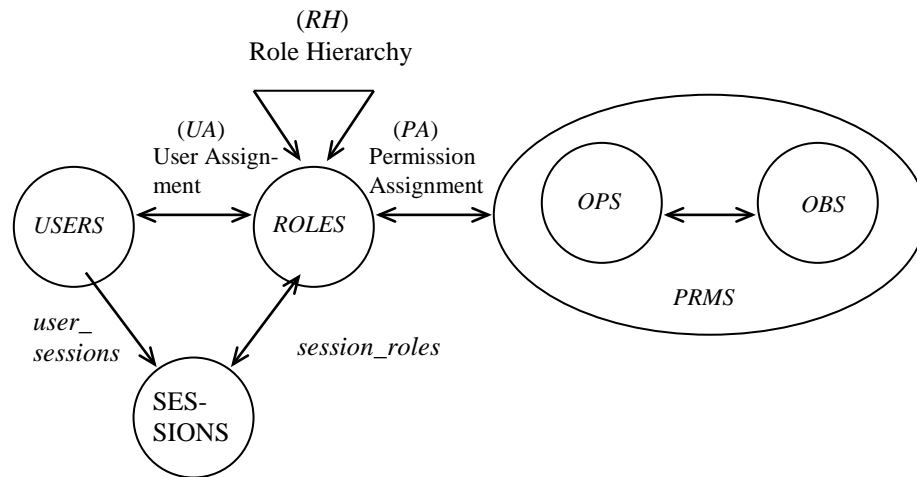 (RH)
Role Hierarchy
(UA)
User Assign-
ment
(PA)
Permission
Assignment
USERS
ROLES
OPS
OBS
PRMS
user_
sessions
session_roles
SES-
SIONS